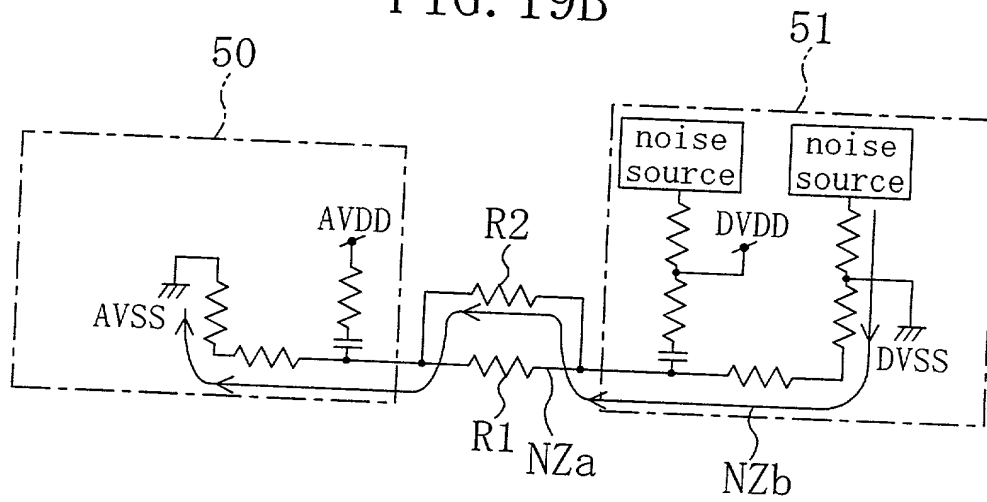 FIG. 19B
50
51
noise
source
noise
source
AVDD
R2
DVDD
AVSS
DVSS
R1
NZa
NZb